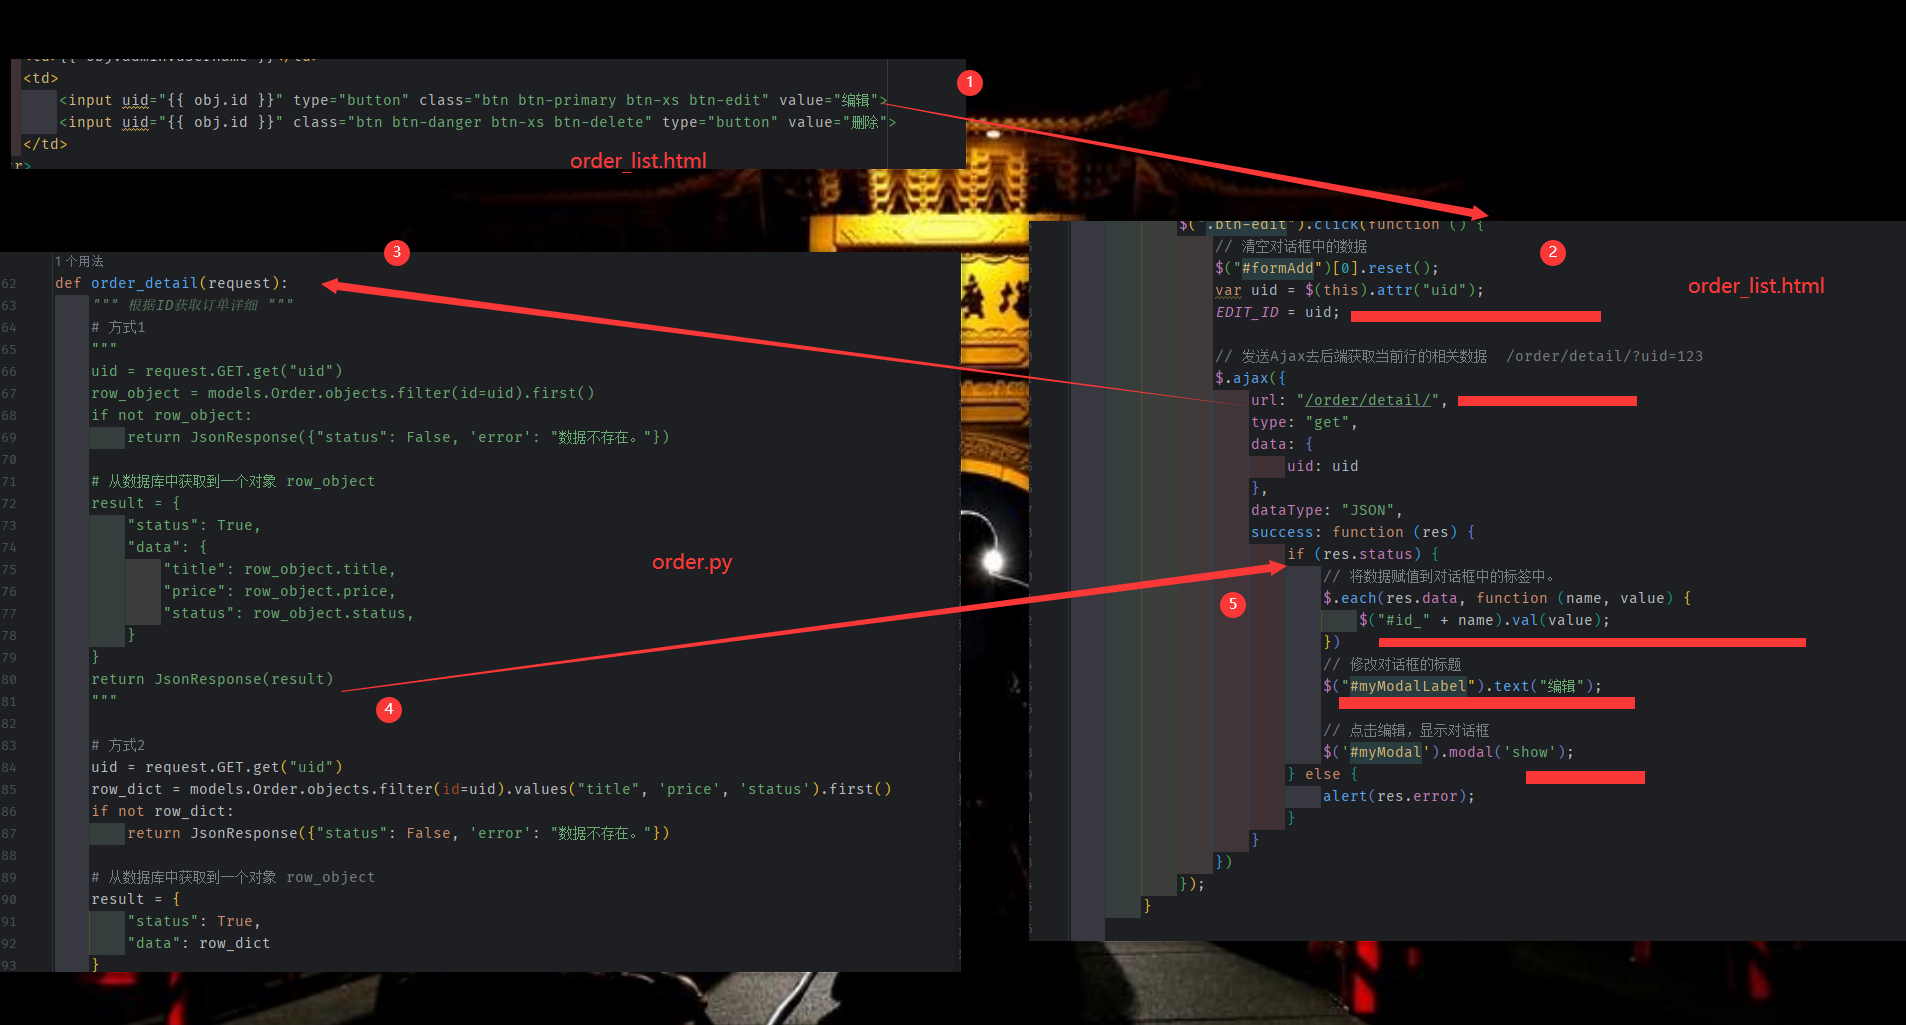 <td>
<input uid="{{ obj.id }}" type="button" class="btn btn-primary btn-xs btn-edit" value="编辑">
<input uid="{{ obj.id }}" class="btn btn-danger btn-xs btn-delete" type="button" value="删除">
</td>
order_list.html
1
3
1 个用法
62 def order_detail(request):
63 """ 根据ID获取订单详细 """
64 # 方式1
65 """
66 uid = request.GET.get("uid")
67 row_object = models.Order.objects.filter(id=uid).first()
68 if not row_object:
69 return JsonResponse({"status": False, 'error': "数据不存在。"})
70
71 # 从数据库中获取到一个对象 row_object
72 result = {
73 "status": True,
74 "data": {
75 "title": row_object.title,
76 "price": row_object.price,
77 "status": row_object.status,
78 }
79 }
80 return JsonResponse(result)
81 """
82
83 # 方式2
84 uid = request.GET.get("uid")
85 row_dict = models.Order.objects.filter(id=uid).values("title", 'price', 'status').first()
86 if not row_dict:
87 return JsonResponse({"status": False, 'error': "数据不存在。"})
88
89 # 从数据库中获取到一个对象 row_object
90 result = {
91 "status": True,
92 "data": row_dict
93 }
order.py
4
$(".btn-edit").click(function () {
// 清空对话框中的数据
$("#formAdd")[0].reset();
var uid = $(this).attr("uid");
EDIT_ID = uid;
// 发送Ajax去后端获取当前行的相关数据 /order/detail/?uid=123
$.ajax({
url: "/order/detail/",
type: "get",
data: {
uid: uid
},
dataType: "JSON",
success: function (res) {
if (res.status) {
// 将数据赋值到对话框中的标签中。
$.each(res.data, function (name, value) {
$("#id_" + name).val(value);
})
// 修改对话框的标题
$("#myModalLabel").text("编辑");
// 点击编辑，显示对话框
$('#myModal').modal('show');
} else {
alert(res.error);
}
}
})
});
}
2
order_list.html
5